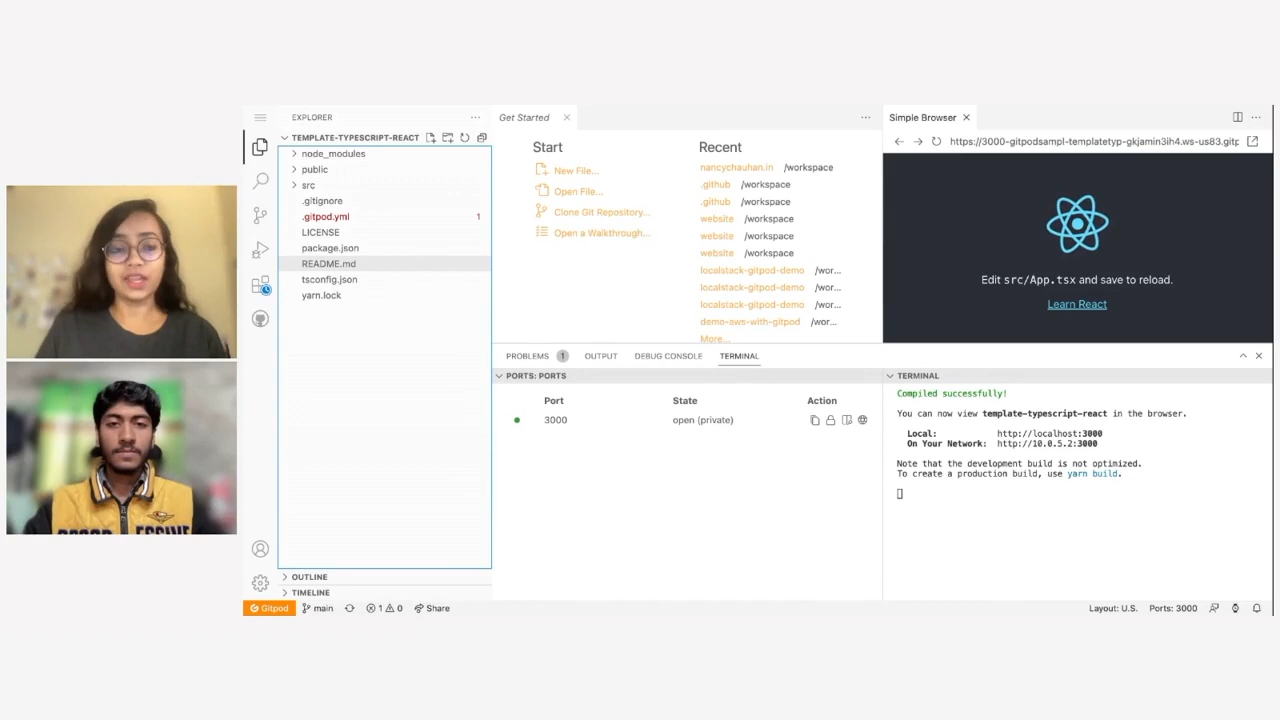 EXPLORER
TEMPLATE-TYPESCRIPT-REACT
node_modules
public
src
.gitignore
.gitpod.yml 1
LICENSE
package.json
README.md
tsconfig.json
yarn.lock
OUTLINE
TIMELINE
Get Started
Start
New File...
Open File...
Clone Git Repository...
Open a Walkthrough...
Recent
nancychauhan.in /workspace
.github /workspace
.github /workspace
website /workspace
website /workspace
website /workspace
localstack-gitpod-demo /wor...
localstack-gitpod-demo /wor...
localstack-gitpod-demo /wor...
demo-aws-with-gitpod /wor...
More...
Simple Browser
https://3000-gitpodsampl-templatetyp-gkjamin3ih4.ws-us83.gitp
Edit src/App.tsx and save to reload.
Learn React
PROBLEMS 1 OUTPUT DEBUG CONSOLE TERMINAL
PORTS: PORTS
Port State Action
3000 open (private)
TERMINAL
Compiled successfully!
You can now view template-typescript-react in the browser.
Local: http://localhost:3000
On Your Network: http://10.0.5.2:3000
Note that the development build is not optimized.
To create a production build, use yarn build.
Gitpod main 1 0 Share
Layout: U.S. Ports: 3000